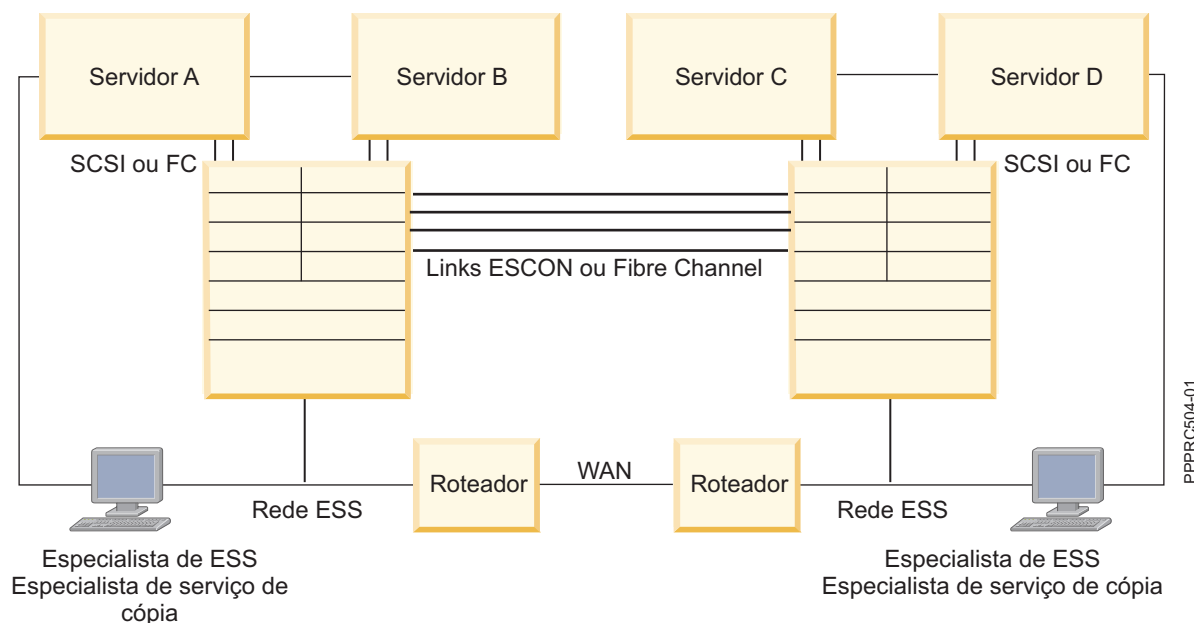 Servidor A
Servidor B
Servidor C
Servidor D
SCSI ou FC
SCSI ou FC
Links ESCON ou Fibre Channel
PPPRC504-01
Roteador
WAN
Roteador
Rede ESS
Rede ESS
Especialista de ESS
Especialista de serviço de
cópia
Especialista de ESS
Especialista de serviço de cópia